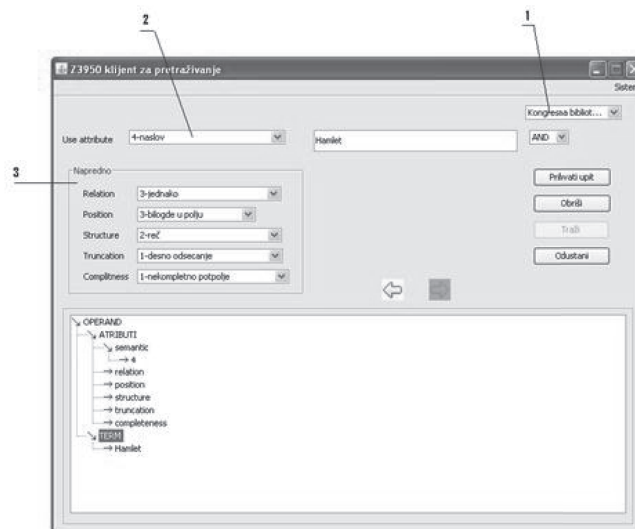 2
1
Z3950 klijent za pretraživanje
Sistem
Kongresna bibliot...
Use attribute 4-naslov Hamlet AND
3
Napredno
Relation 3-jednako
Position 3-bilogde u polju
Structure 2-reč
Truncation 1-desno odsecanje
Complitness 1-nekompletno potpolje
Prihvati upit
Obriši
Traži
Odustani
OPERAND
ATRIBUTI
semantic
4
relation
position
structure
truncation
completeness
TERM
Hamlet